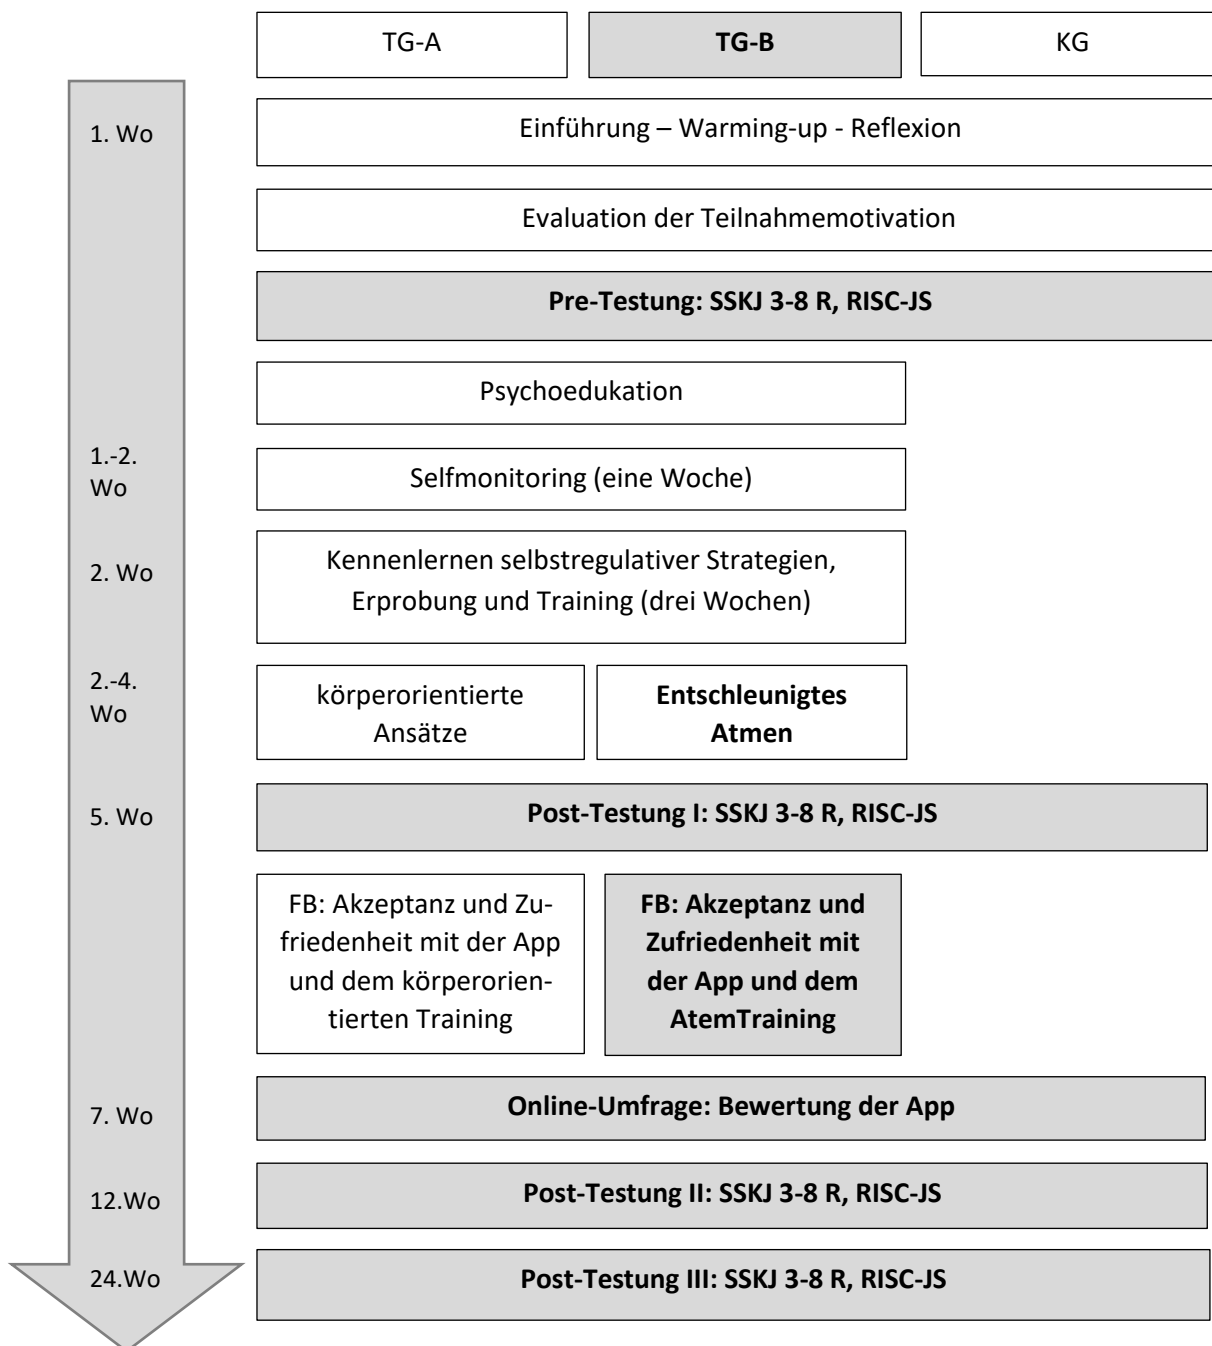 TG-A
TG-B
KG
1. Wo
Einführung – Warming-up - Reflexion
Evaluation der Teilnahmemotivation
Pre-Testung: SSKJ 3-8 R, RISC-JS
Psychoedukation
1.-2.
Wo
Selfmonitoring (eine Woche)
2. Wo
Kennenlernen selbstregulativer Strategien,
Erprobung und Training (drei Wochen)
2.-4.
Wo
körperorientierte
Ansätze
Entschleunigtes
Atmen
5. Wo
Post-Testung I: SSKJ 3-8 R, RISC-JS
FB: Akzeptanz und Zu-
friedenheit mit der App
und dem körperorien-
tierten Training
FB: Akzeptanz und
Zufriedenheit mit
der App und dem
AtemTraining
7. Wo
Online-Umfrage: Bewertung der App
12.Wo
Post-Testung II: SSKJ 3-8 R, RISC-JS
24.Wo
Post-Testung III: SSKJ 3-8 R, RISC-JS